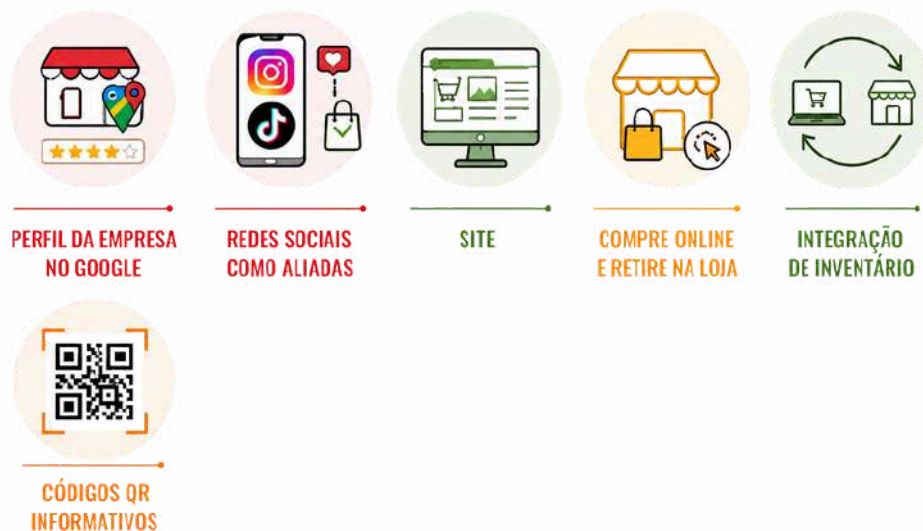 PERFIL DA EMPRESA
NO GOOGLE
REDES SOCIAIS
COMO ALIADAS
SITE
COMPRE ONLINE
E RETIRE NA LOJA
INTEGRAÇÃO
DE INVENTÁRIO
CÓDIGOS QR
INFORMATIVOS